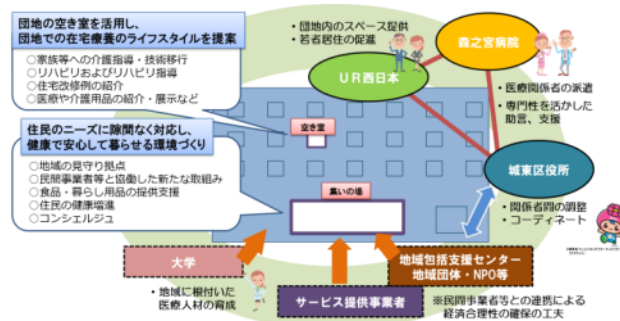 団地の空き室を活用し、
団地での在宅療養のライフスタイルを提案
○家族等への介護指導・技術移行
○リハビリおよびリハビリ指導
○住宅改修例の紹介
○医療や介護用品の紹介・展示など
住民のニーズに隙間なく対応し、
健康で安心して暮らせる環境づくり
○地域の見守り拠点
○民間事業者等と協働した新たな取組み
○食品・暮らし用品の提供支援
○住民の健康増進
○コンシェルジュ
・団地内のスペース提供
・若者居住の促進
UR西日本
森之宮病院
・医療関係者の派遣
・専門性を活かした
助言、支援
空き室
集いの場
城東区役所
・関係者間の調整
・コーディネート
大学
・地域に根付いた
医療人材の育成
サービス提供事業者
地域包括支援センター
地域団体・NPO等
※民間事業者等との連携による
経済合理性の確保の工夫